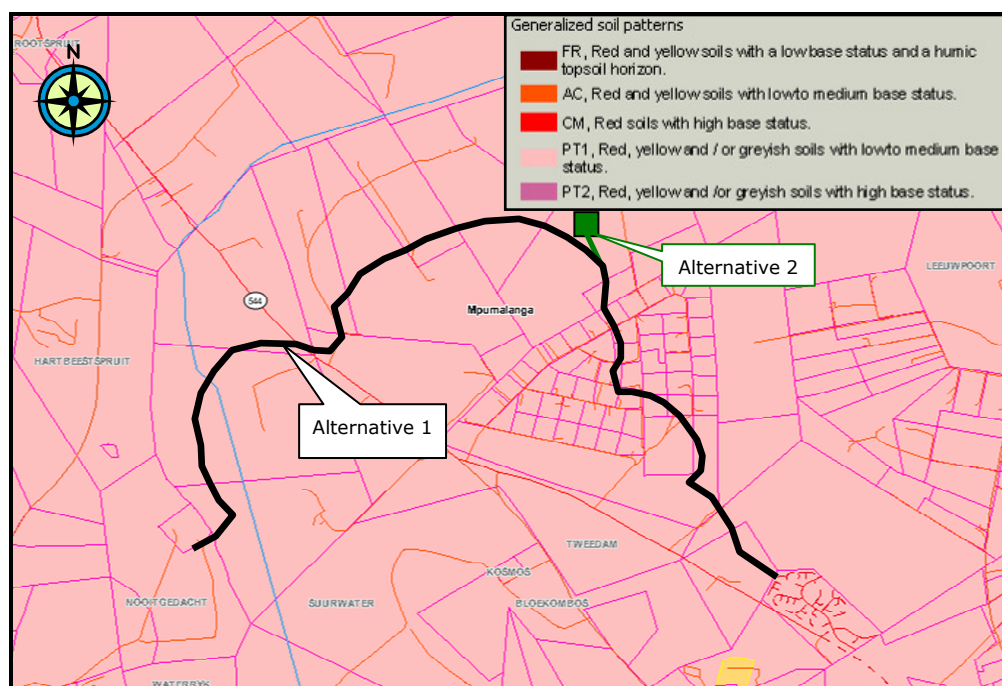 Generalized soil patterns
FR, Red and yellow soils with a low base status and a humic
topsoil horizon.
AC, Red and yellow soils with lowto medium base status.
CM, Red soils with high base status.
PT1, Red, yellow and / or greyish soils with lowto medium base
status.
PT2, Red, yellow and /or greyish soils with high base status.
ROOTSPRUIT
N
Alternative 2
LEEUWPOORT
544
Mpumalanga
HARTBEESTSPRUIT
Alternative 1
TWEEDAM
KOSMOS
NOOITGEDACHT
SUURWATER
BLOEKOMBOS